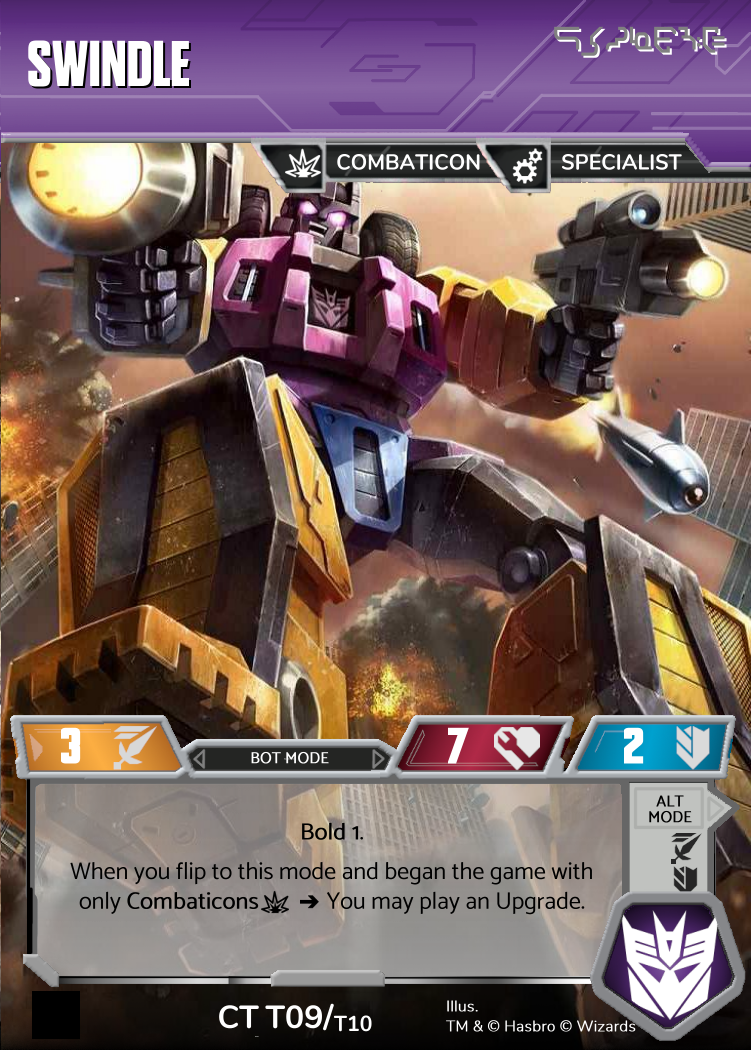 SWINDLE
COMBATICON SPECIALIST
3 BOT MODE 7 2
ALT
MODE
Bold 1.
When you flip to this mode and began the game with
only Combaticons ➔ You may play an Upgrade.
CT T09/T10
Illus.
TM & © Hasbro © Wizards